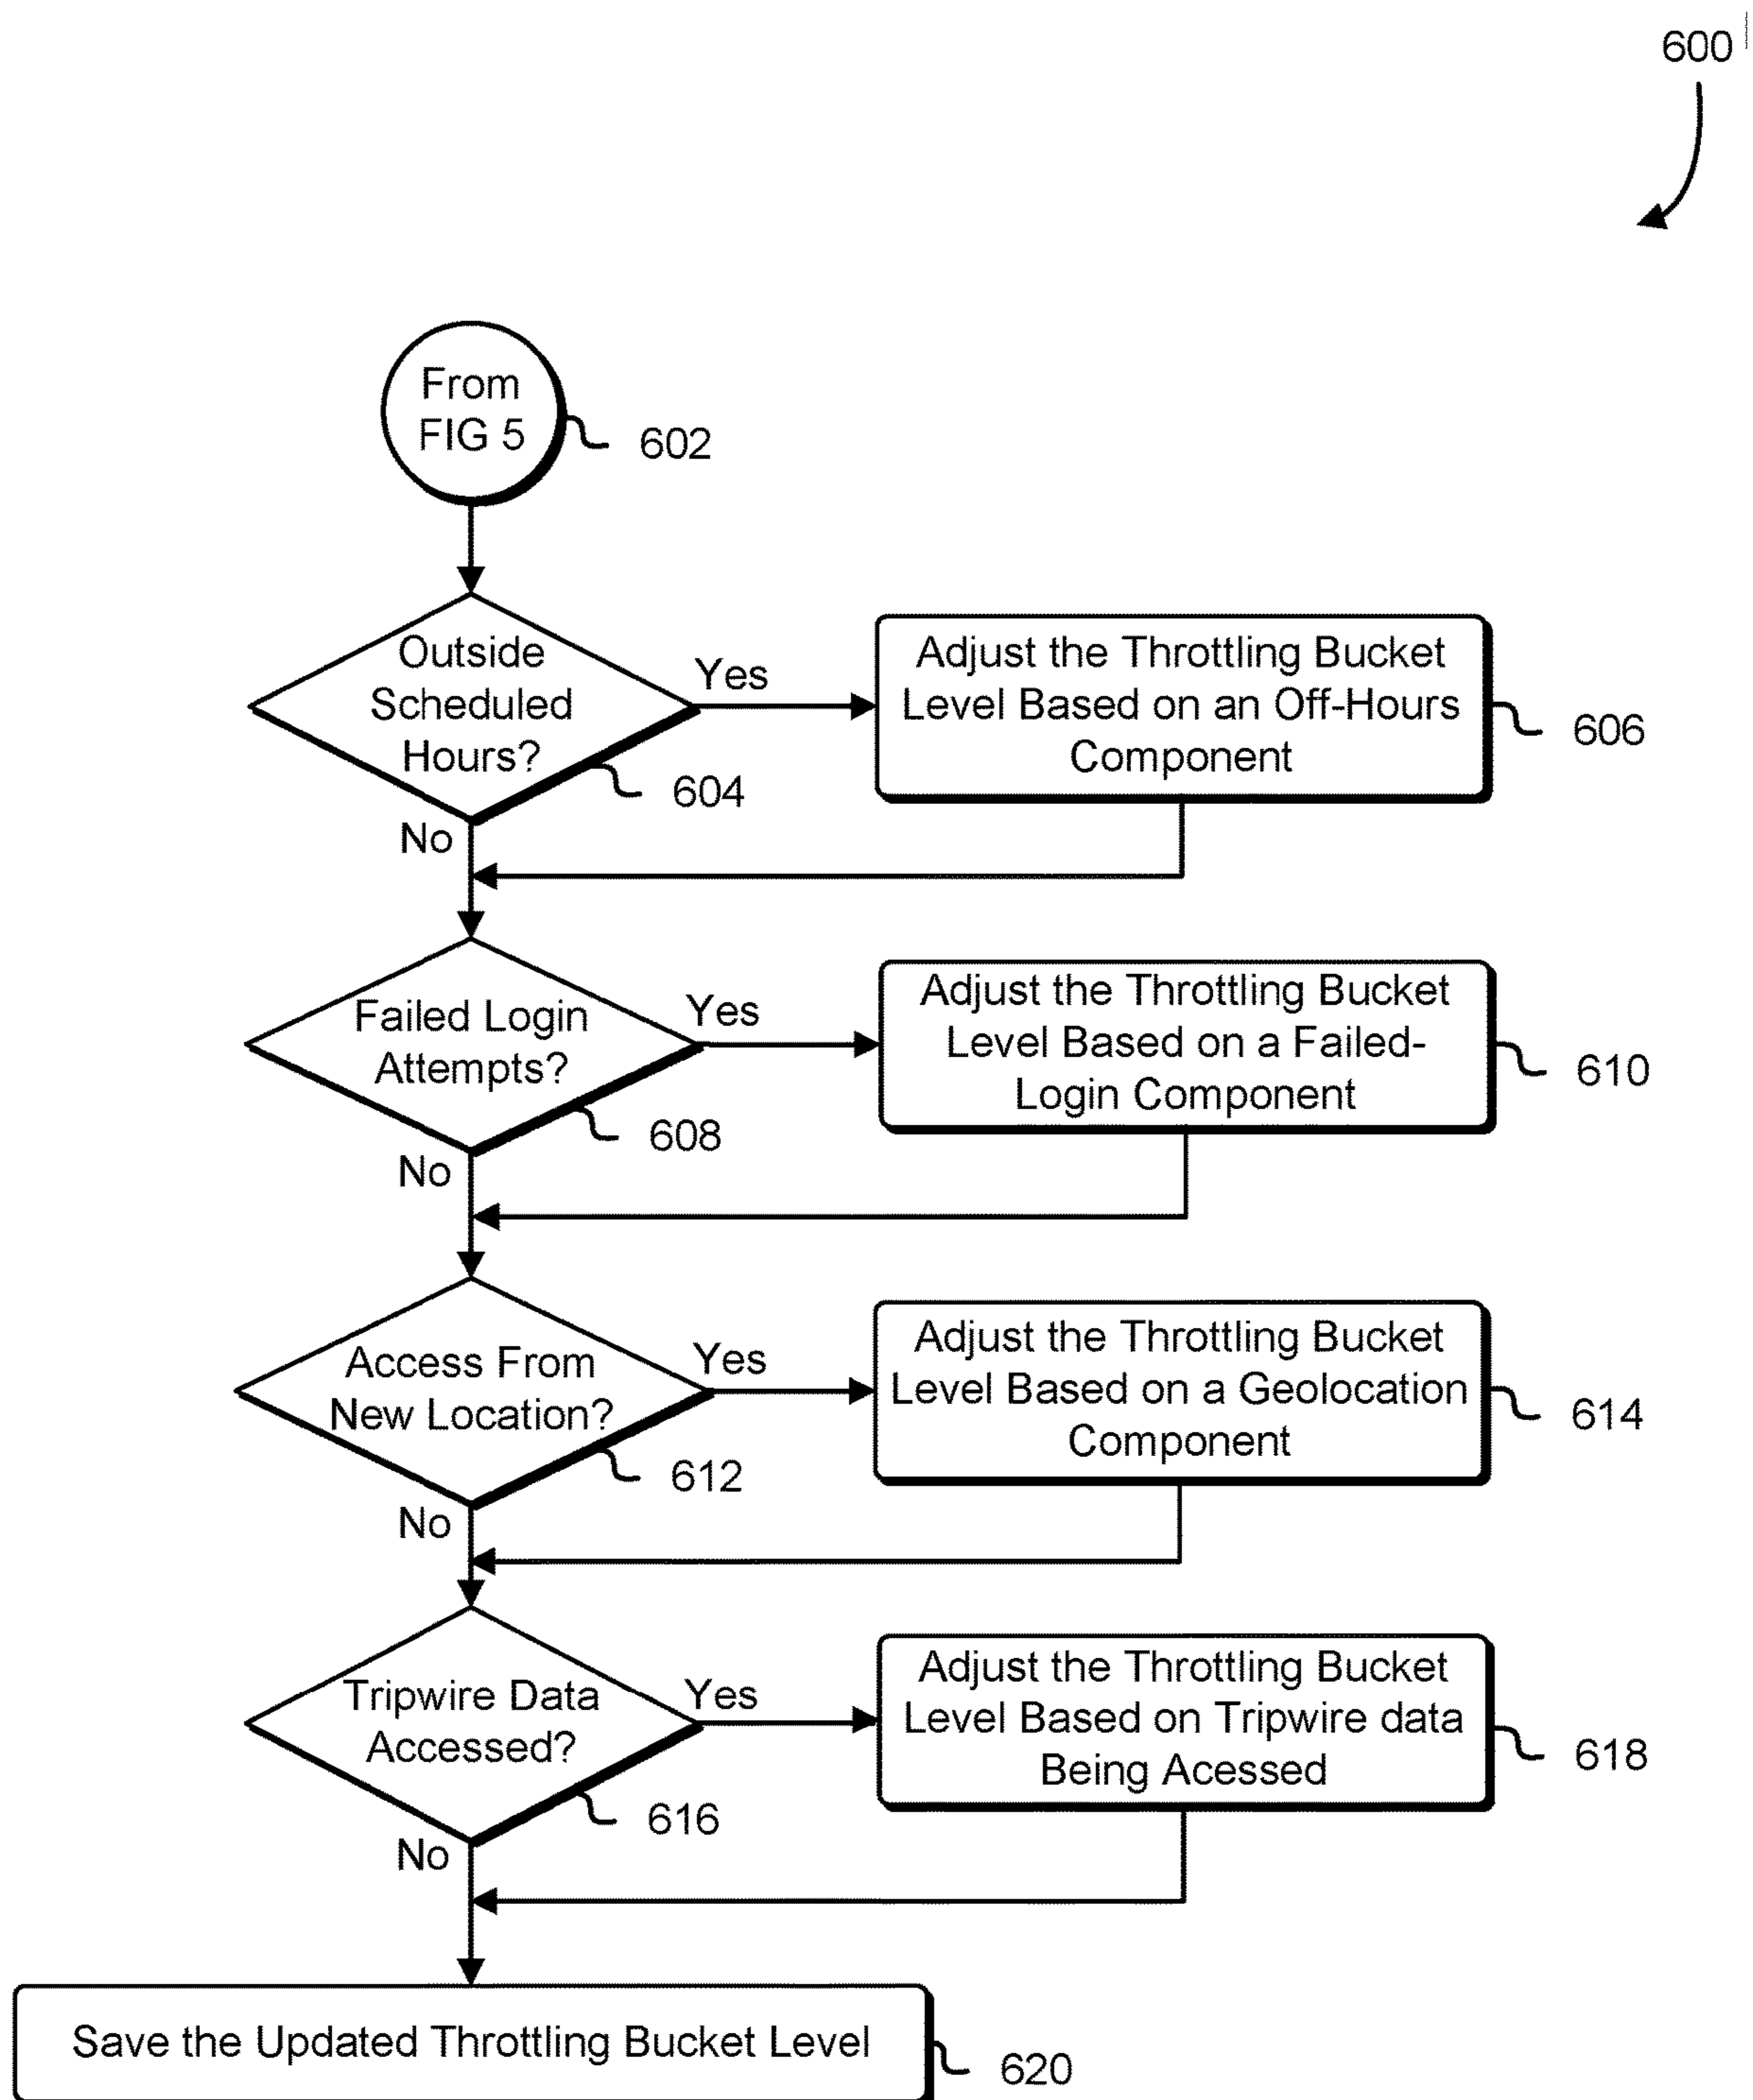 600
From
FIG 5
602
Outside
Scheduled
Hours?
604
Yes
No
Adjust the Throttling Bucket
Level Based on an Off-Hours
Component
606
Failed Login
Attempts?
608
Yes
No
Adjust the Throttling Bucket
Level Based on a Failed-
Login Component
610
Access From
New Location?
612
Yes
No
Adjust the Throttling Bucket
Level Based on a Geolocation
Component
614
Tripwire Data
Accessed?
616
Yes
No
Adjust the Throttling Bucket
Level Based on Tripwire data
Being Acessed
618
Save the Updated Throttling Bucket Level
620